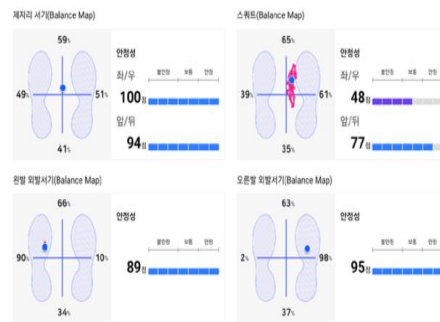 제자리 서기(Balance Map)
59%
49%
51%
41%
안정성
불안정 보통 안정
좌/우
100점
앞/뒤
94점
스쿼트(Balance Map)
65%
39%
61%
35%
안정성
불안정 보통 안정
좌/우
48점
앞/뒤
77점
왼발 외발서기(Balance Map)
66%
90%
10%
34%
안정성
불안정 보통 안정
89점
오른발 외발서기(Balance Map)
63%
2%
98%
37%
안정성
불안정 보통 안정
95점